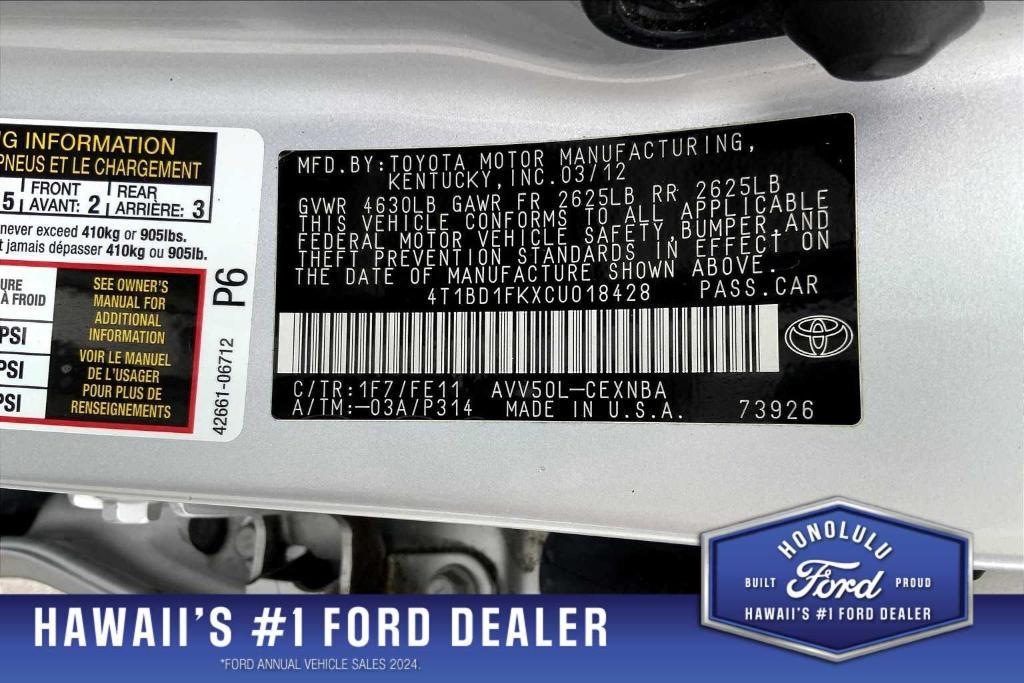 G INFORMATION
PNEUS ET LE CHARGEMENT
5 FRONT AVANT: 2 REAR ARRIÈRE: 3
never exceed 410kg or 905lbs.
t jamais dépasser 410kg ou 905lb.
URE
À FROID
PSI
PSI
PSI
SEE OWNER'S
MANUAL FOR
ADDITIONAL
INFORMATION
VOIR LE MANUEL
DE L'USAGER
POUR PLUS DE
RENSEIGNEMENTS
P6
42661-06712
MFD.BY:TOYOTA MOTOR MANUFACTURING,
KENTUCKY,INC.03/12
GVWR 4630LB GAWR FR 2625LB RR 2625LB
THIS VEHICLE CONFORMS TO ALL APPLICABLE
FEDERAL MOTOR VEHICLE SAFETY,BUMPER,AND
THEFT PREVENTION STANDARDS IN EFFECT ON
THE DATE OF MANUFACTURE SHOWN ABOVE.
4T1BD1FKXCU018428 PASS.CAR
C/TR:1F7/FE11 AVV50L-CEXNBA
A/TM:-03A/P314 MADE IN U.S.A. 73926
HONOLULU
BUILT Ford PROUD
HAWAII'S #1 FORD DEALER
HAWAII'S #1 FORD DEALER
*FORD ANNUAL VEHICLE SALES 2024.